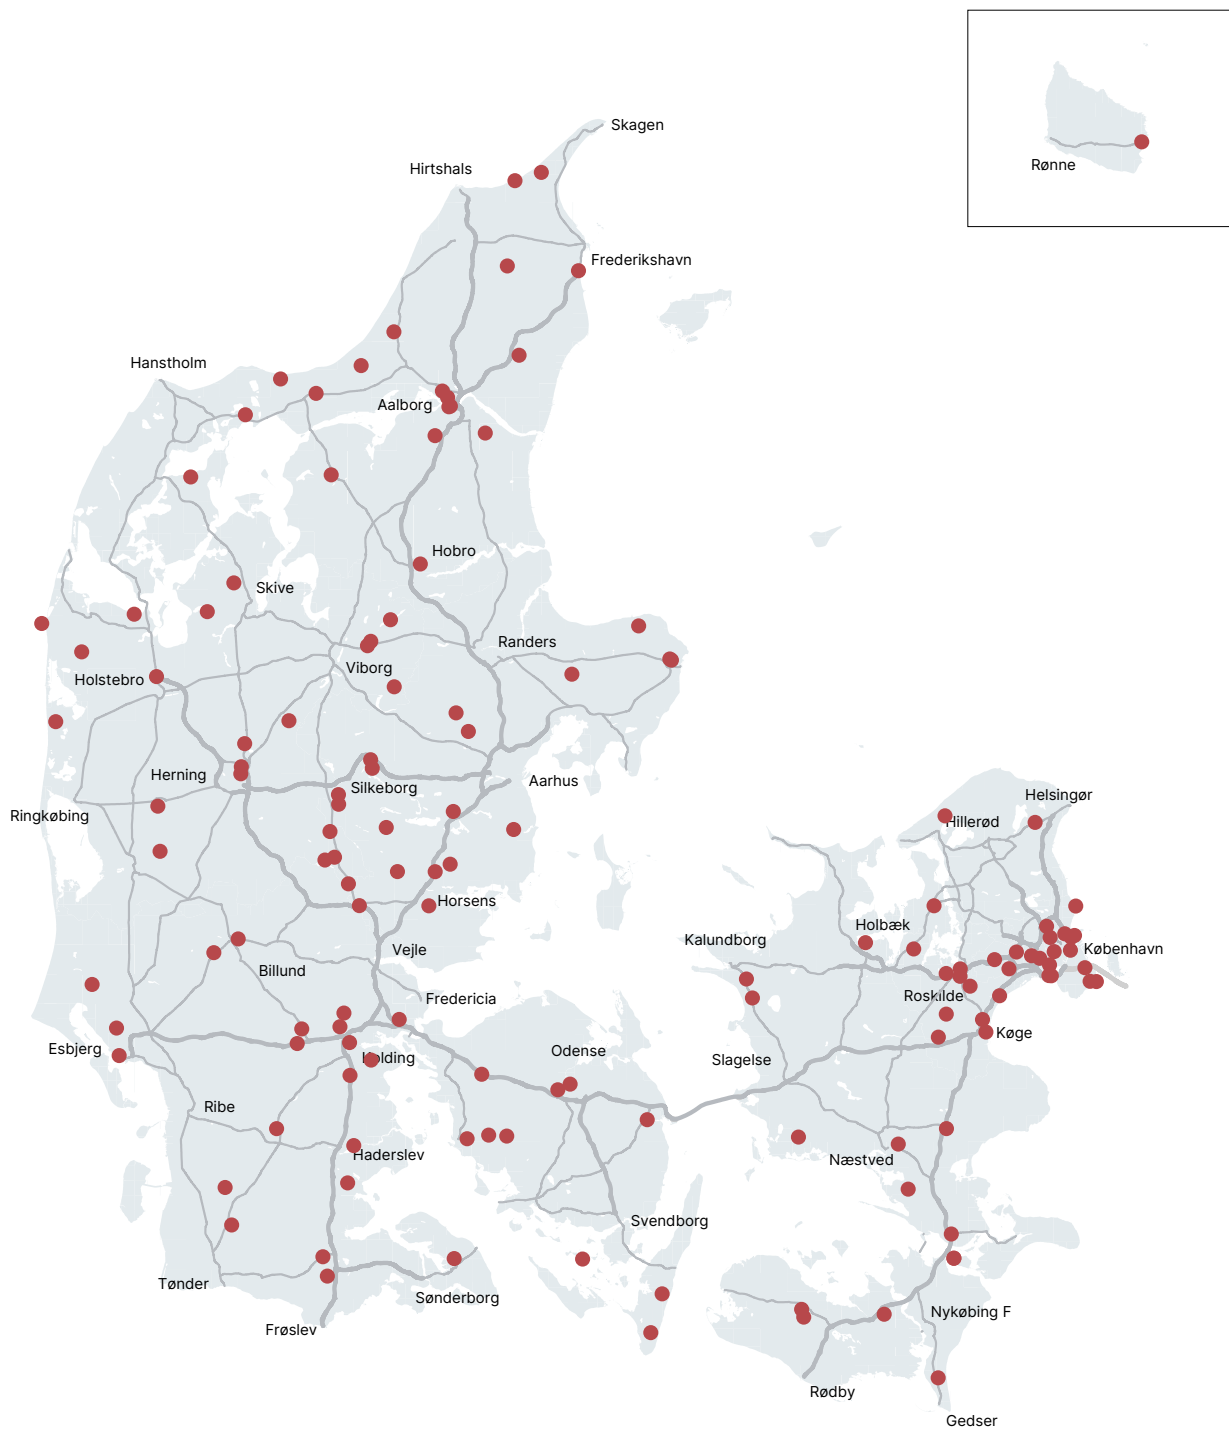 Skagen
Hirtshals
Rønne
Frederikshavn
Hanstholm
Aalborg
Hobro
Skive
Randers
Viborg
Holstebro
Herning
Silkeborg
Aarhus
Ringkøbing
Helsingør
Hillerød
Horsens
Holbæk
Kalundborg
København
Vejle
Billund
Fredericia
Roskilde
Køge
Esbjerg
Kolding
Odense
Slagelse
Ribe
Haderslev
Næstved
Svendborg
Tønder
Sønderborg
Nykøbing F
Frøslev
Rødby
Gedser